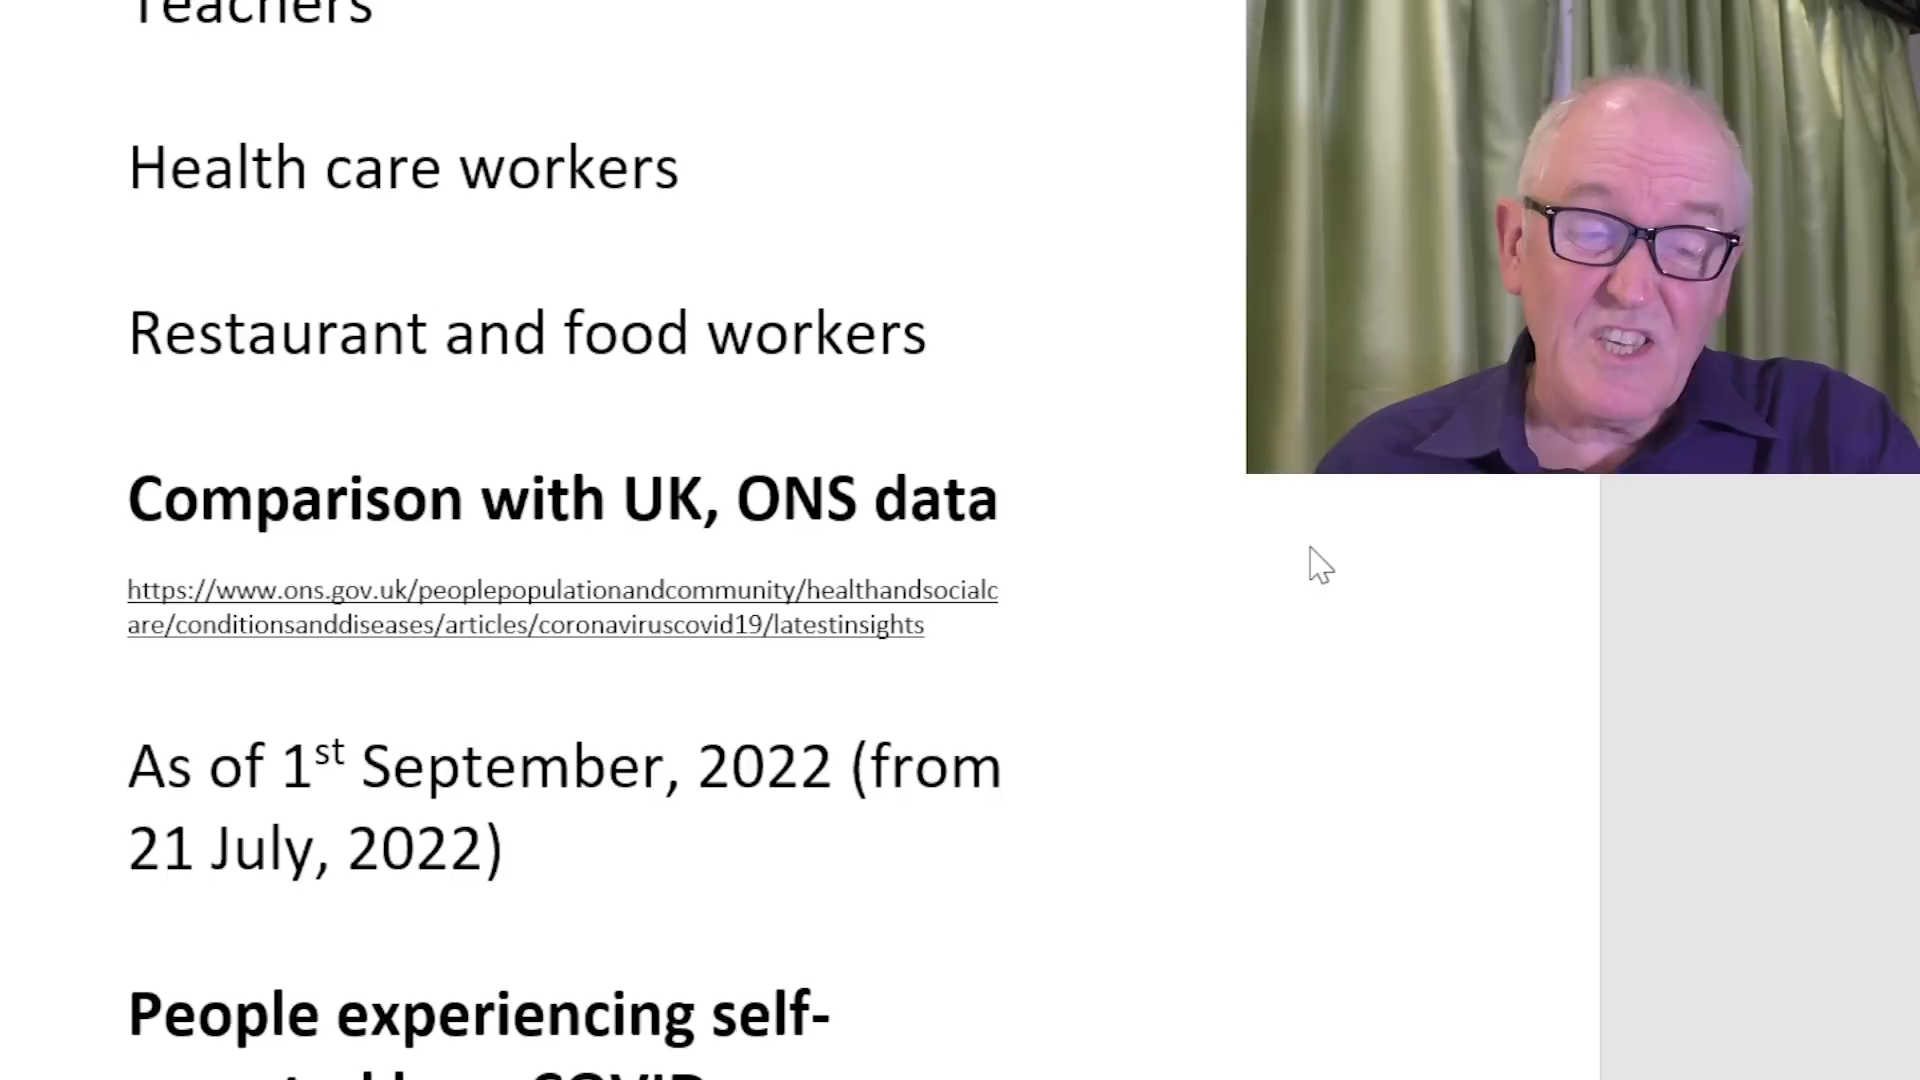 Teachers
Health care workers
Restaurant and food workers
Comparison with UK, ONS data
https://www.ons.gov.uk/peoplepopulationandcommunity/healthandsocialc
are/conditionsanddiseases/articles/coronaviruscovid19/latestinsights
As of 1st September, 2022 (from
21 July, 2022)
People experiencing self-